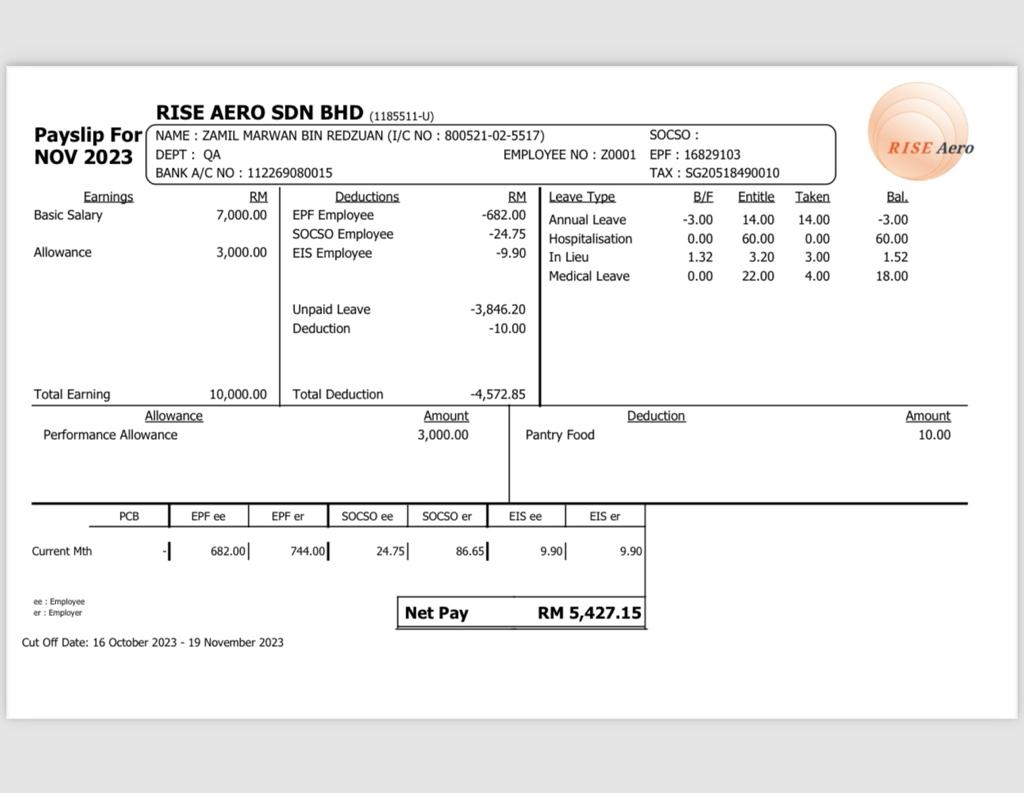 RISE AERO SDN BHD (1185511-U)
Payslip For
NOV 2023
NAME : ZAMIL MARWAN BIN REDZUAN (I/C NO : 800521-02-5517) SOCSO :
DEPT : QA EMPLOYEE NO : Z0001 EPF : 16829103
BANK A/C NO : 112269080015 TAX : SG20518490010
RISE Aero
Earnings RM Deductions RM Leave Type B/F Entitle Taken Bal.
Basic Salary 7,000.00 EPF Employee -682.00 Annual Leave -3.00 14.00 14.00 -3.00
SOCSO Employee -24.75 Hospitalisation 0.00 60.00 0.00 60.00
Allowance 3,000.00 EIS Employee -9.90 In Lieu 1.32 3.20 3.00 1.52
Medical Leave 0.00 22.00 4.00 18.00
Unpaid Leave -3,846.20
Deduction -10.00
Total Earning 10,000.00 Total Deduction -4,572.85
Allowance Amount Deduction Amount
Performance Allowance 3,000.00 Pantry Food 10.00
PCB EPF ee EPF er SOCSO ee SOCSO er EIS ee EIS er
Current Mth - 682.00 744.00 24.75 86.65 9.90 9.90
ee : Employee
er : Employer
Net Pay RM 5,427.15
Cut Off Date: 16 October 2023 - 19 November 2023